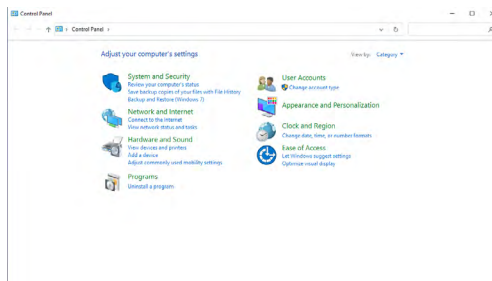 Control Panel
Control Panel
Adjust your computer's settings
View by: Category
System and Security
Review your computer's status
Save backup copies of your files with File History
Backup and Restore (Windows 7)
Network and Internet
Connect to the Internet
View network status and tasks
Hardware and Sound
View devices and printers
Add a device
Adjust commonly used mobility settings
Programs
Uninstall a program
User Accounts
Change account type
Appearance and Personalization
Clock and Region
Change date, time, or number formats
Ease of Access
Let Windows suggest settings
Optimize visual display